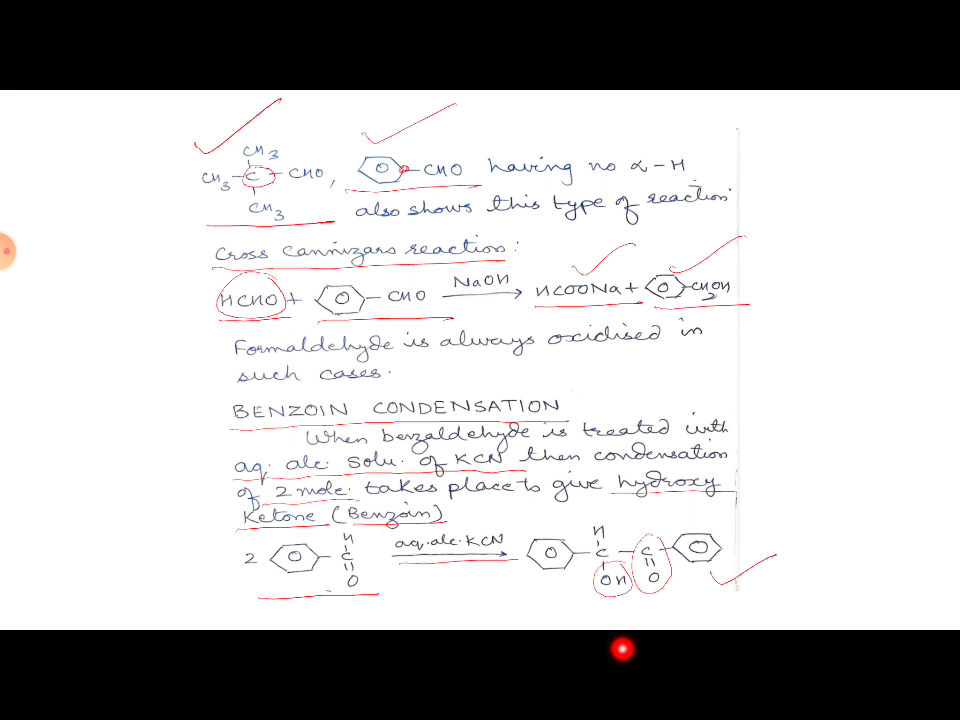 CH3
CH3 – C – CHO, CHO having no α – H
CH3 also shows this type of reaction
Cross Cannizars reaction:
HCHO + CHO NaOH → HCOONa + CH2OH
Formaldehyde is always oxidised in
such cases.
BENZOIN CONDENSATION
When benzaldehyde is treated with
aq. alc. solu. of KCN then condensation
of 2 mole. takes place to give hydroxy
Ketone (Benzoin)
H H
2 C aq. alc. KCN → C – C
O OH O